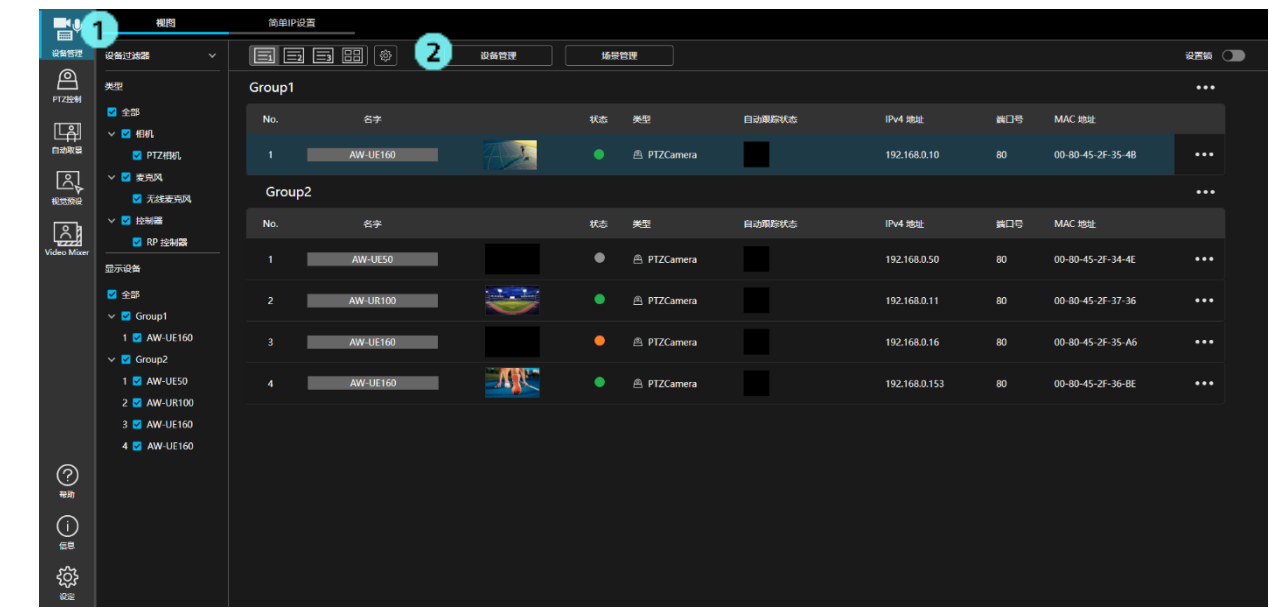 1
视图
简单IP设置
设备管理
PTZ控制
自动取景
视觉预设
Video Mixer
帮助
信息
设定
设备过滤器
类型
全部
相机
PTZ相机
麦克风
无线麦克风
控制器
RP 控制器
显示设备
全部
Group1
1 AW-UE160
Group2
1 AW-UE50
2 AW-UR100
3 AW-UE160
4 AW-UE160
1 2 3
2
设备管理
场景管理
设置锁
Group1
No. 名字 状态 类型 自动跟踪状态 IPv4 地址 端口号 MAC 地址
1 AW-UE160 PTZCamera 192.168.0.10 80 00-80-45-2F-35-4B
Group2
No. 名字 状态 类型 自动跟踪状态 IPv4 地址 端口号 MAC 地址
1 AW-UE50 PTZCamera 192.168.0.50 80 00-80-45-2F-34-4E
2 AW-UR100 PTZCamera 192.168.0.11 80 00-80-45-2F-37-36
3 AW-UE160 PTZCamera 192.168.0.16 80 00-80-45-2F-35-A6
4 AW-UE160 PTZCamera 192.168.0.153 80 00-80-45-2F-36-BE